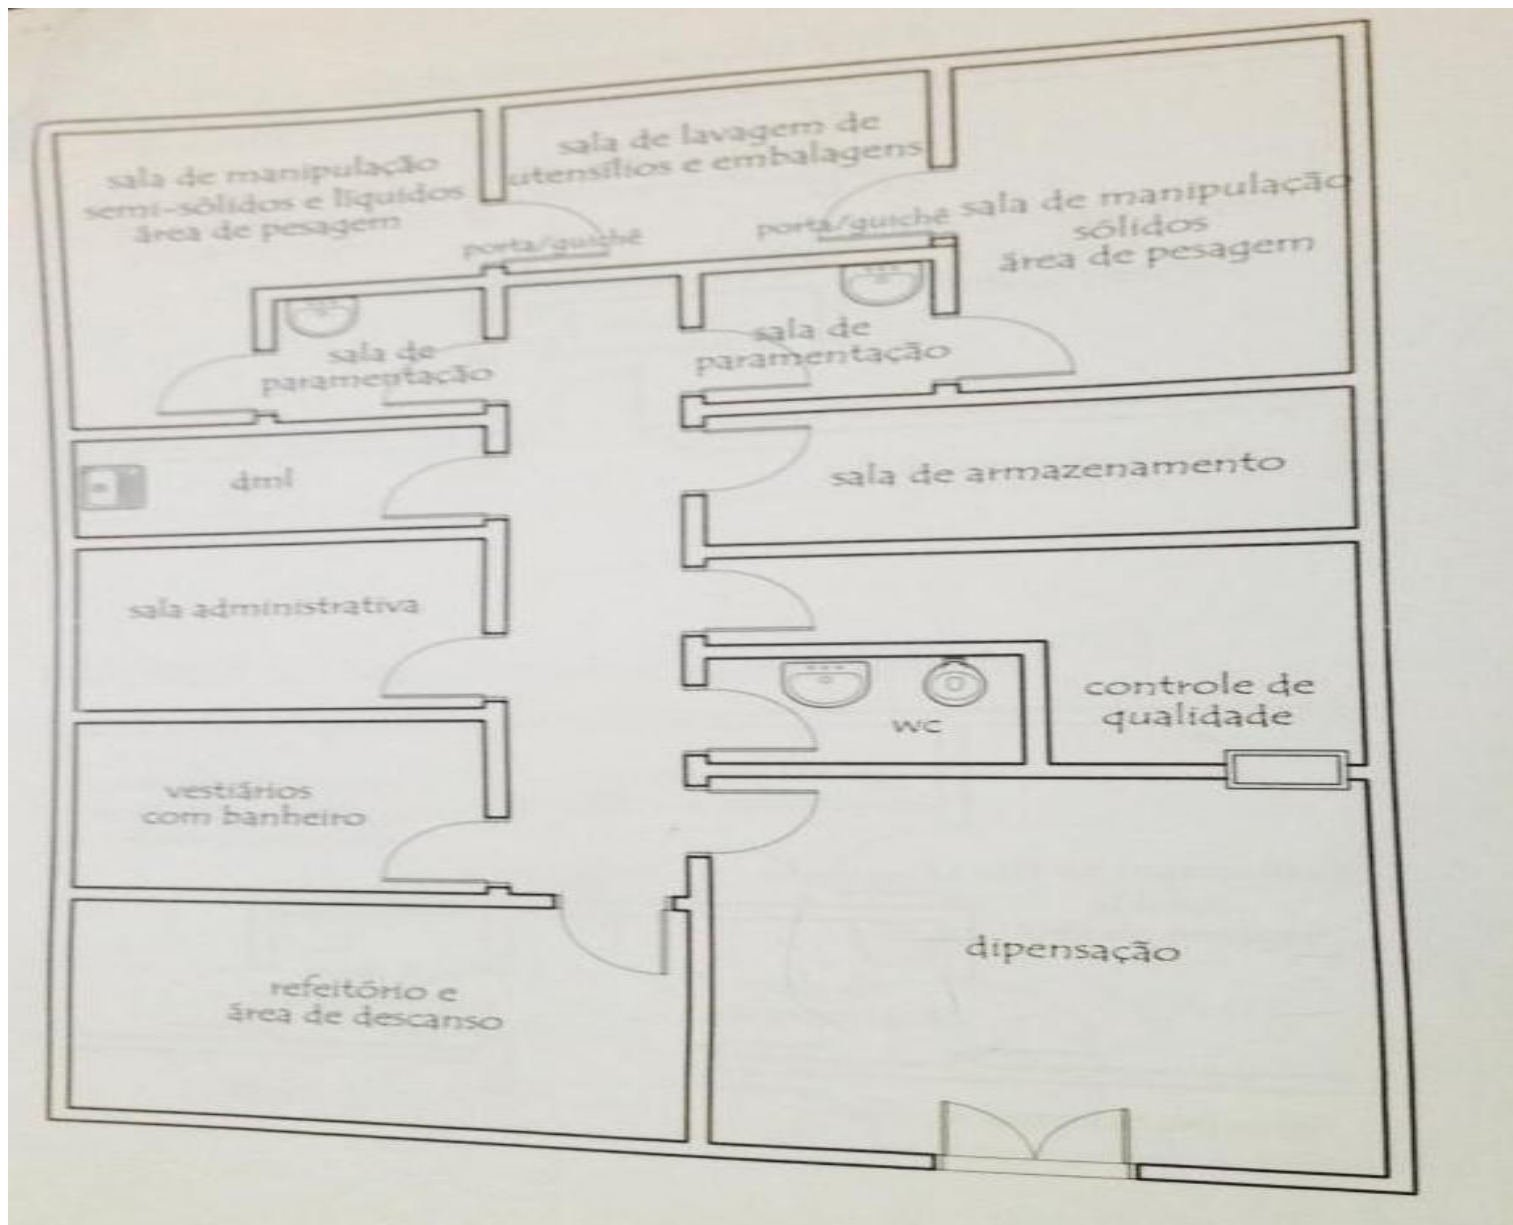 sala de manipulação
semi-sólidos e líquidos
área de pesagem
sala de lavagem de
utensílios e embalagens
porta/guichê
porta/guichê
sala de manipulação
sólidos
área de pesagem
sala de
paramentação
sala de
paramentação
dml
sala de armazenamento
sala administrativa
controle de
qualidade
wc
vestiários
com banheiro
dipensação
refeitório e
área de descanso